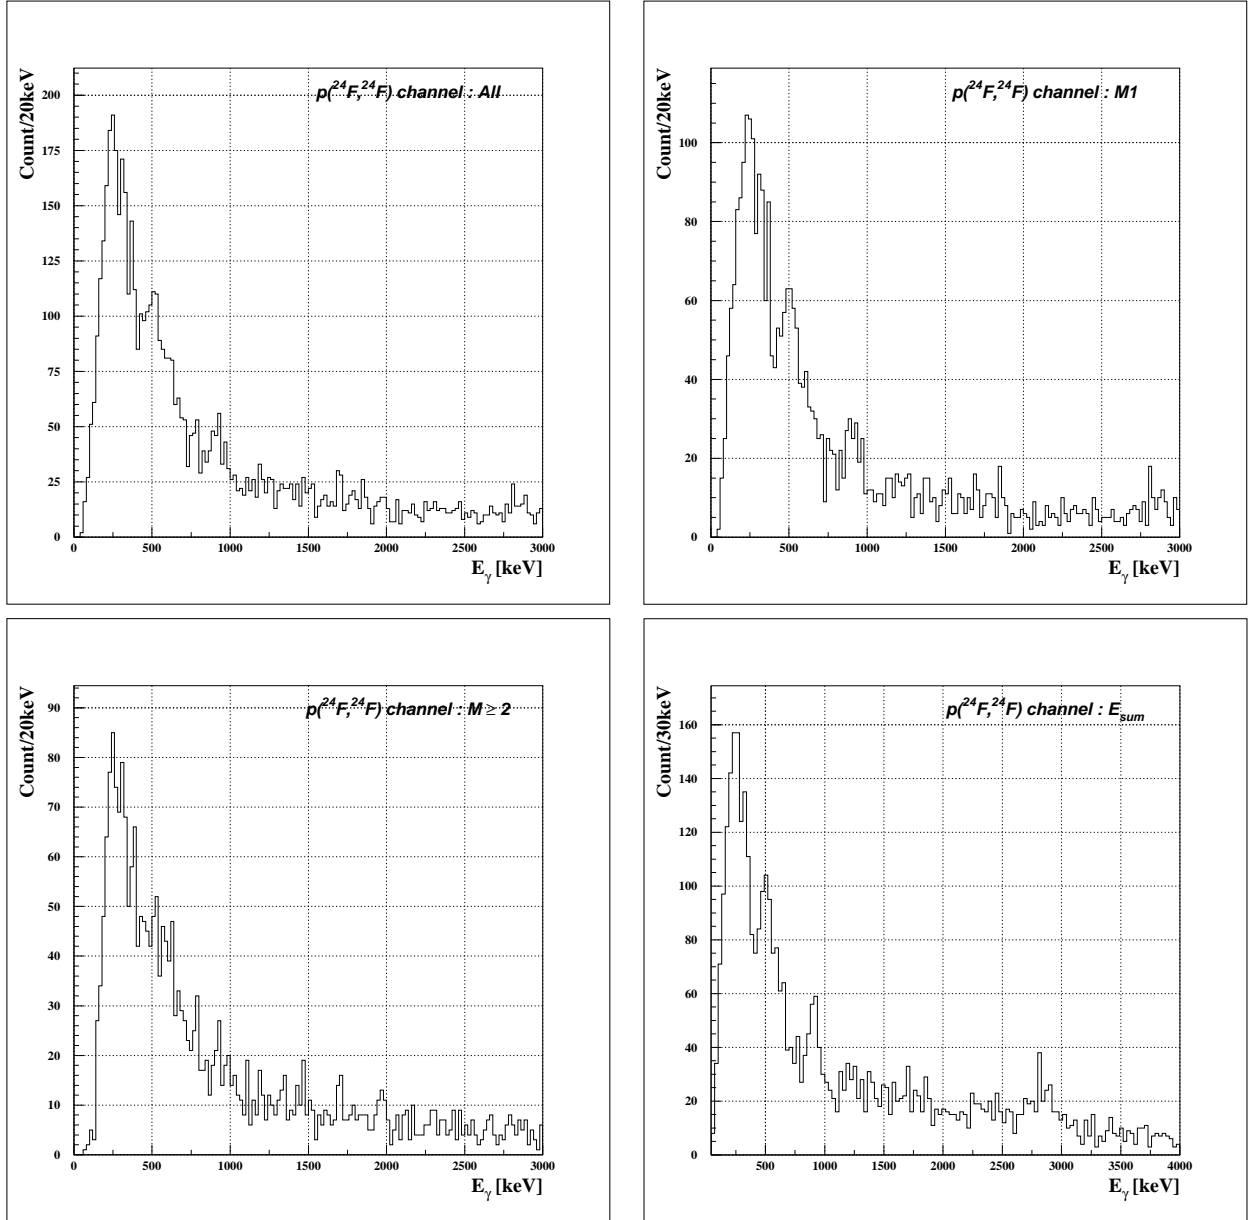 p(²⁴F,²⁴F) channel : All
Count/20keV
200
175
150
125
100
75
50
25
0
0 500 1000 1500 2000 2500 3000
Eγ [keV]
p(²⁴F,²⁴F) channel : M1
Count/20keV
100
80
60
40
20
0
0 500 1000 1500 2000 2500 3000
Eγ [keV]
p(²⁴F,²⁴F) channel : M ≥ 2
Count/20keV
90
80
70
60
50
40
30
20
10
0
0 500 1000 1500 2000 2500 3000
Eγ [keV]
p(²⁴F,²⁴F) channel : E_sum
Count/30keV
160
140
120
100
80
60
40
20
0
500 1000 1500 2000 2500 3000 3500 4000
Eγ [keV]